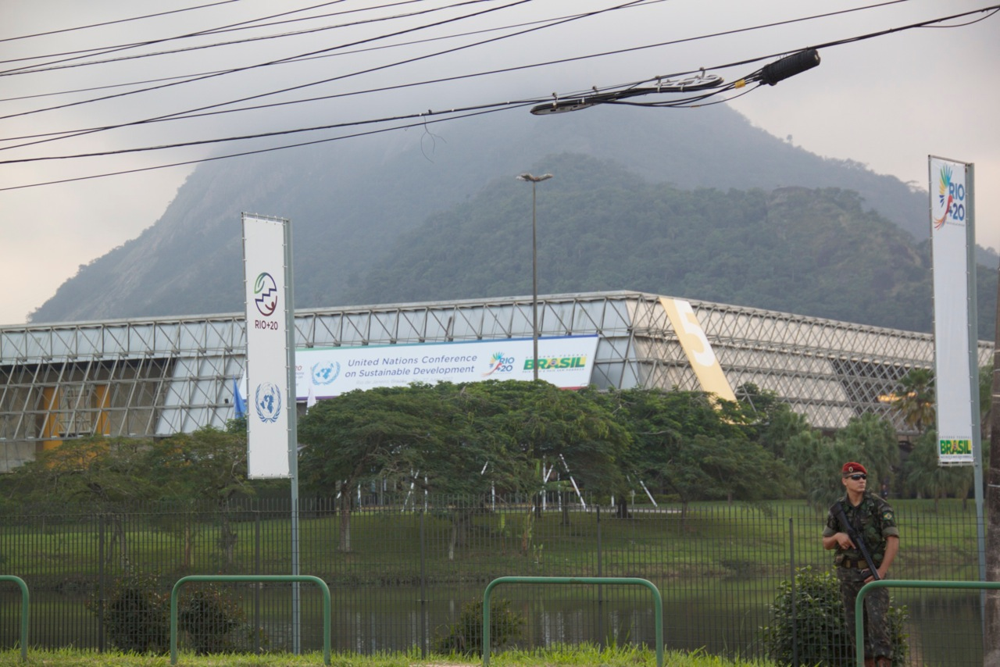 RIO
+20
5
RIO+20
United Nations Conference
on Sustainable Development
RIO
+20
BRASIL
BRASIL